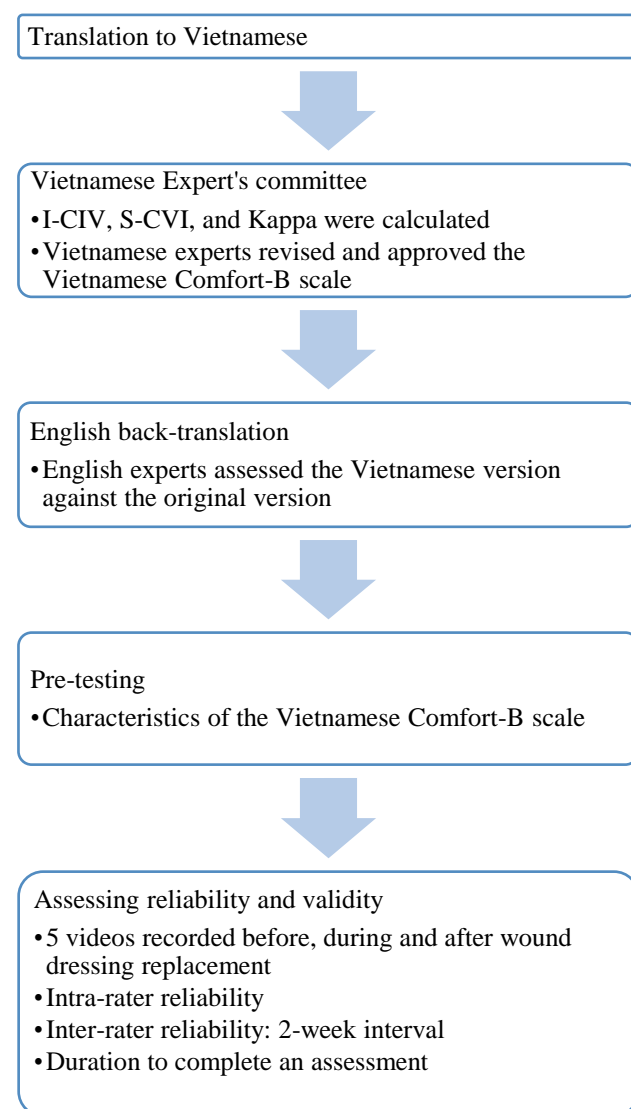 Translation to Vietnamese
Vietnamese Expert's committee
•I-CIV, S-CVI, and Kappa were calculated
•Vietnamese experts revised and approved the
Vietnamese Comfort-B scale
English back-translation
•English experts assessed the Vietnamese version
against the original version
Pre-testing
•Characteristics of the Vietnamese Comfort-B scale
Assessing reliability and validity
•5 videos recorded before, during and after wound
dressing replacement
•Intra-rater reliability
•Inter-rater reliability: 2-week interval
•Duration to complete an assessment